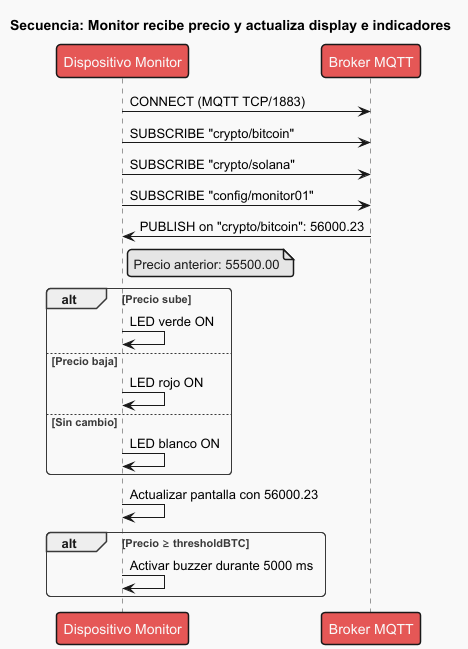 Secuencia: Monitor recibe precio y actualiza display e indicadores
Dispositivo Monitor
Broker MQTT
CONNECT (MQTT TCP/1883)
SUBSCRIBE "crypto/bitcoin"
SUBSCRIBE "crypto/solana"
SUBSCRIBE "config/monitor01"
PUBLISH on "crypto/bitcoin": 56000.23
Precio anterior: 55500.00
alt [Precio sube]
LED verde ON
[Precio baja]
LED rojo ON
[Sin cambio]
LED blanco ON
Actualizar pantalla con 56000.23
alt [Precio ≥ thresholdBTC]
Activar buzzer durante 5000 ms
Dispositivo Monitor
Broker MQTT